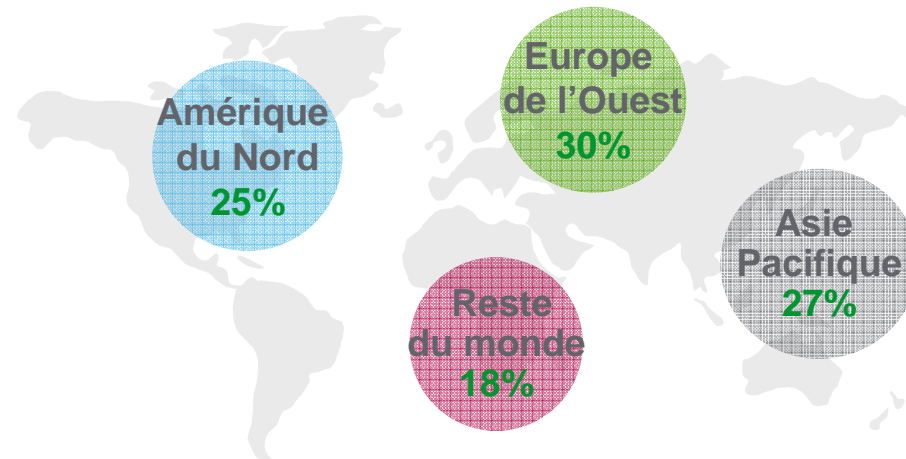 Amérique
du Nord
25%
Europe
de l’Ouest
30%
Asie
Pacifique
27%
Reste
du monde
18%